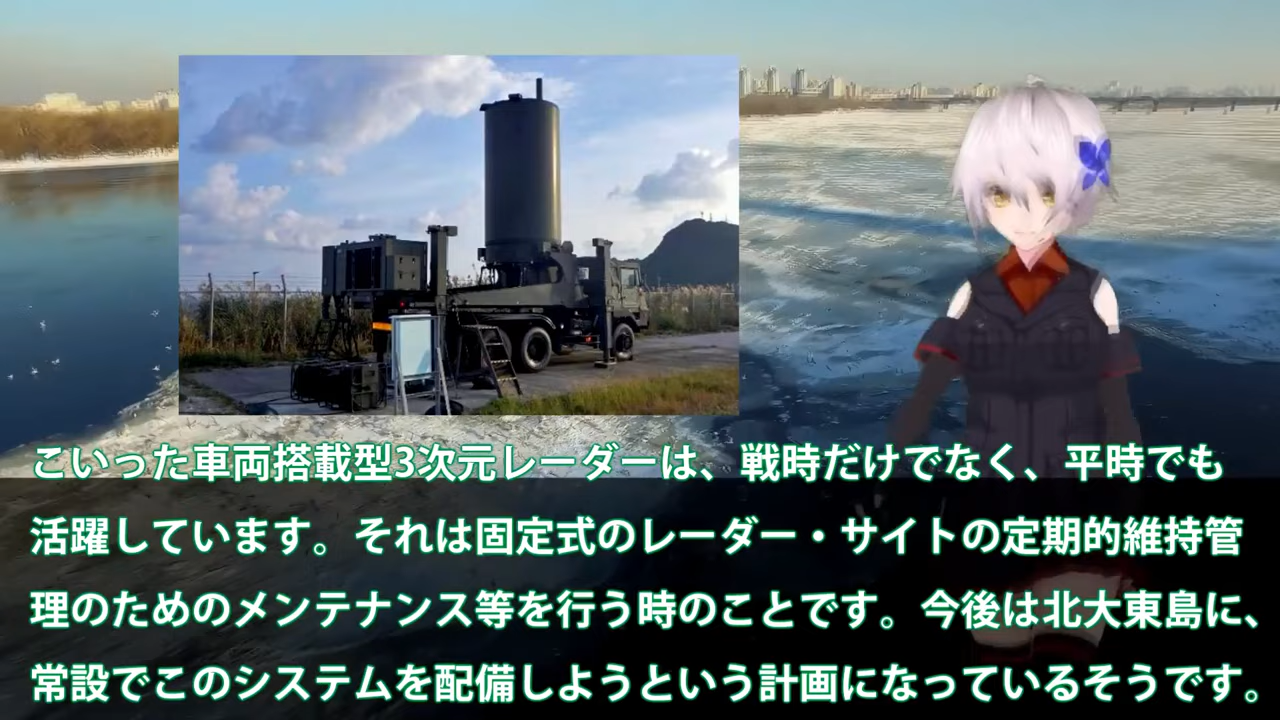 こいった車両搭載型3次元レーダーは、戦時だけでなく、平時でも
活躍しています。それは固定式のレーダー・サイトの定期的維持管
理のためのメンテナンス等を行う時のことです。今後は北大東島に、
常設でこのシステムを配備しようという計画になっているそうです。